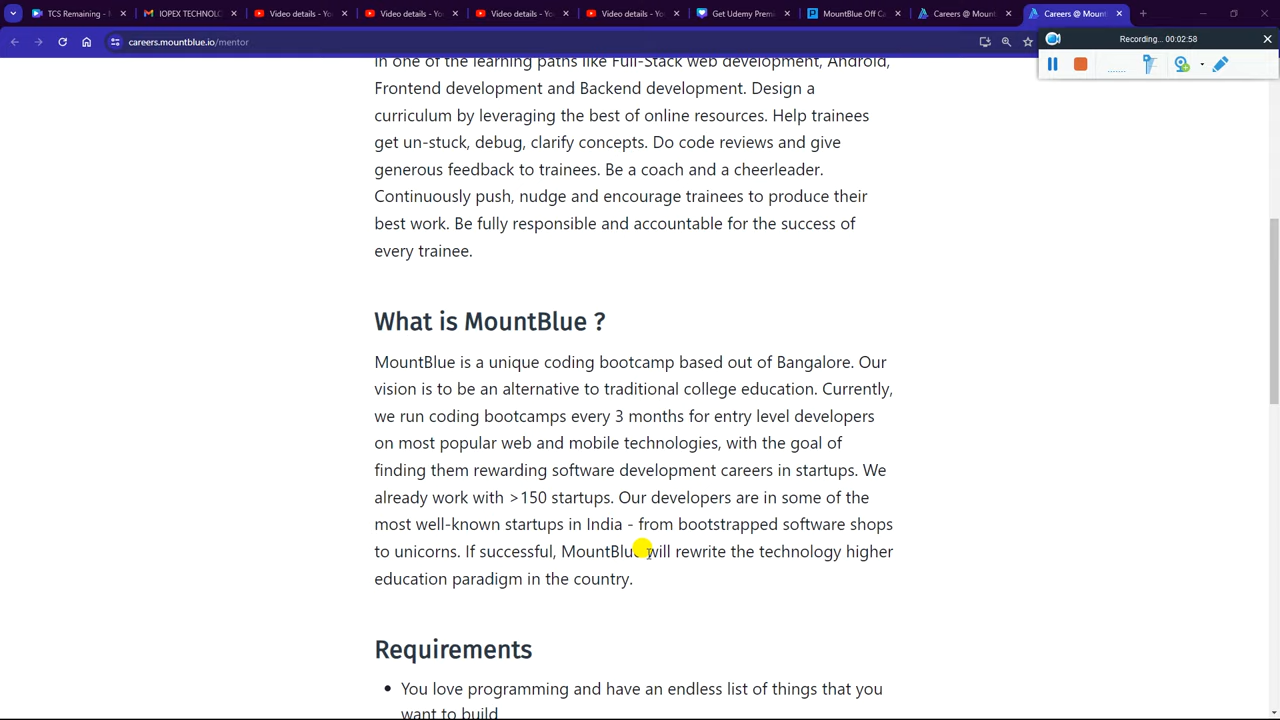 TCS Remaining -
IOPEX TECHNOL
Video details - Yo
Video details - Yo
Video details - Yo
Video details - Yo
Get Udemy Premi
MountBlue Off Ca
Careers @ Mount
Careers @ Mount
careers.mountblue.io/mentor
Recording... 00:02:58
in one of the learning paths like Full-Stack web development, Android,
Frontend development and Backend development. Design a
curriculum by leveraging the best of online resources. Help trainees
get un-stuck, debug, clarify concepts. Do code reviews and give
generous feedback to trainees. Be a coach and a cheerleader.
Continuously push, nudge and encourage trainees to produce their
best work. Be fully responsible and accountable for the success of
every trainee.
What is MountBlue ?
MountBlue is a unique coding bootcamp based out of Bangalore. Our
vision is to be an alternative to traditional college education. Currently,
we run coding bootcamps every 3 months for entry level developers
on most popular web and mobile technologies, with the goal of
finding them rewarding software development careers in startups. We
already work with >150 startups. Our developers are in some of the
most well-known startups in India - from bootstrapped software shops
to unicorns. If successful, MountBlue will rewrite the technology higher
education paradigm in the country.
Requirements
• You love programming and have an endless list of things that you
want to build.